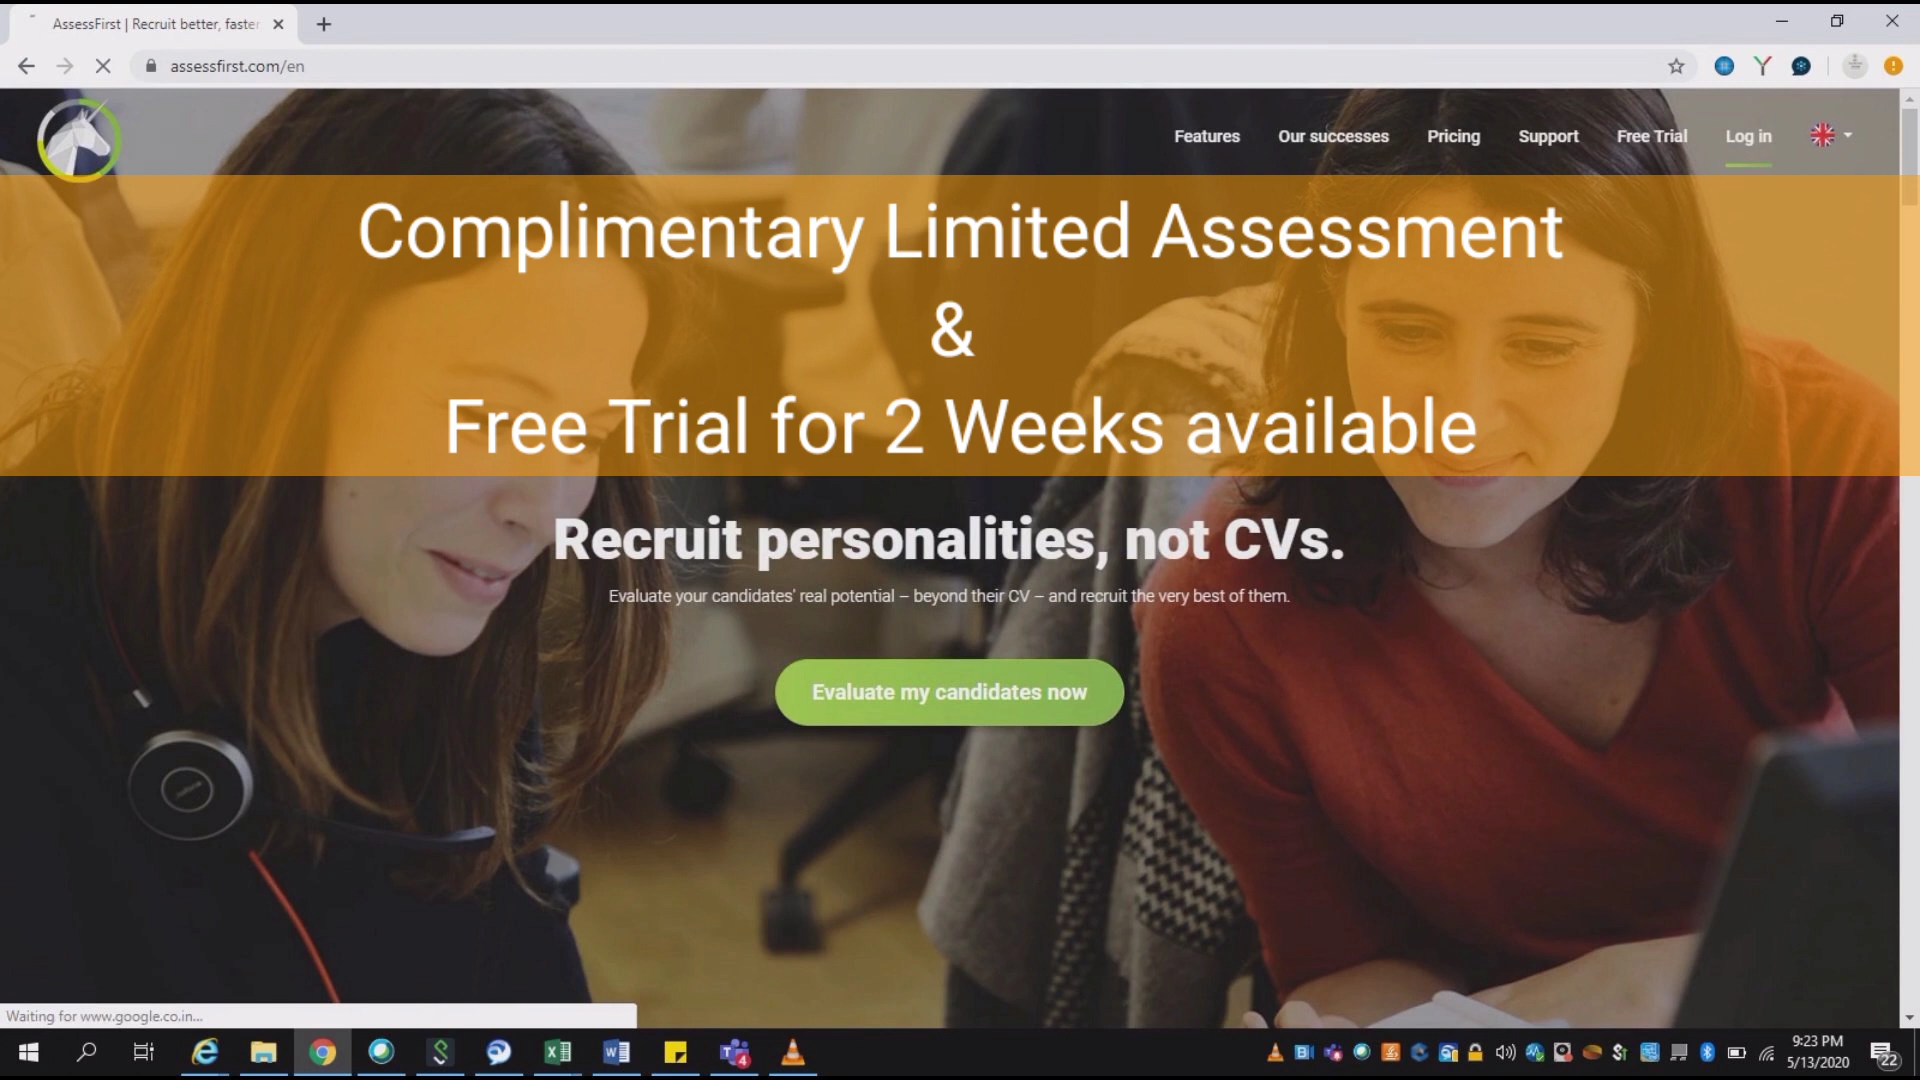 AssessFirst | Recruit better, faster
assessfirst.com/en
Features Our successes Pricing Support Free Trial Log in
Complimentary Limited Assessment
&
Free Trial for 2 Weeks available
Recruit personalities, not CVs.
Evaluate your candidates' real potential – beyond their CV – and recruit the very best of them.
Evaluate my candidates now
Waiting for www.google.co.in...
9:23 PM
5/13/2020
4
22